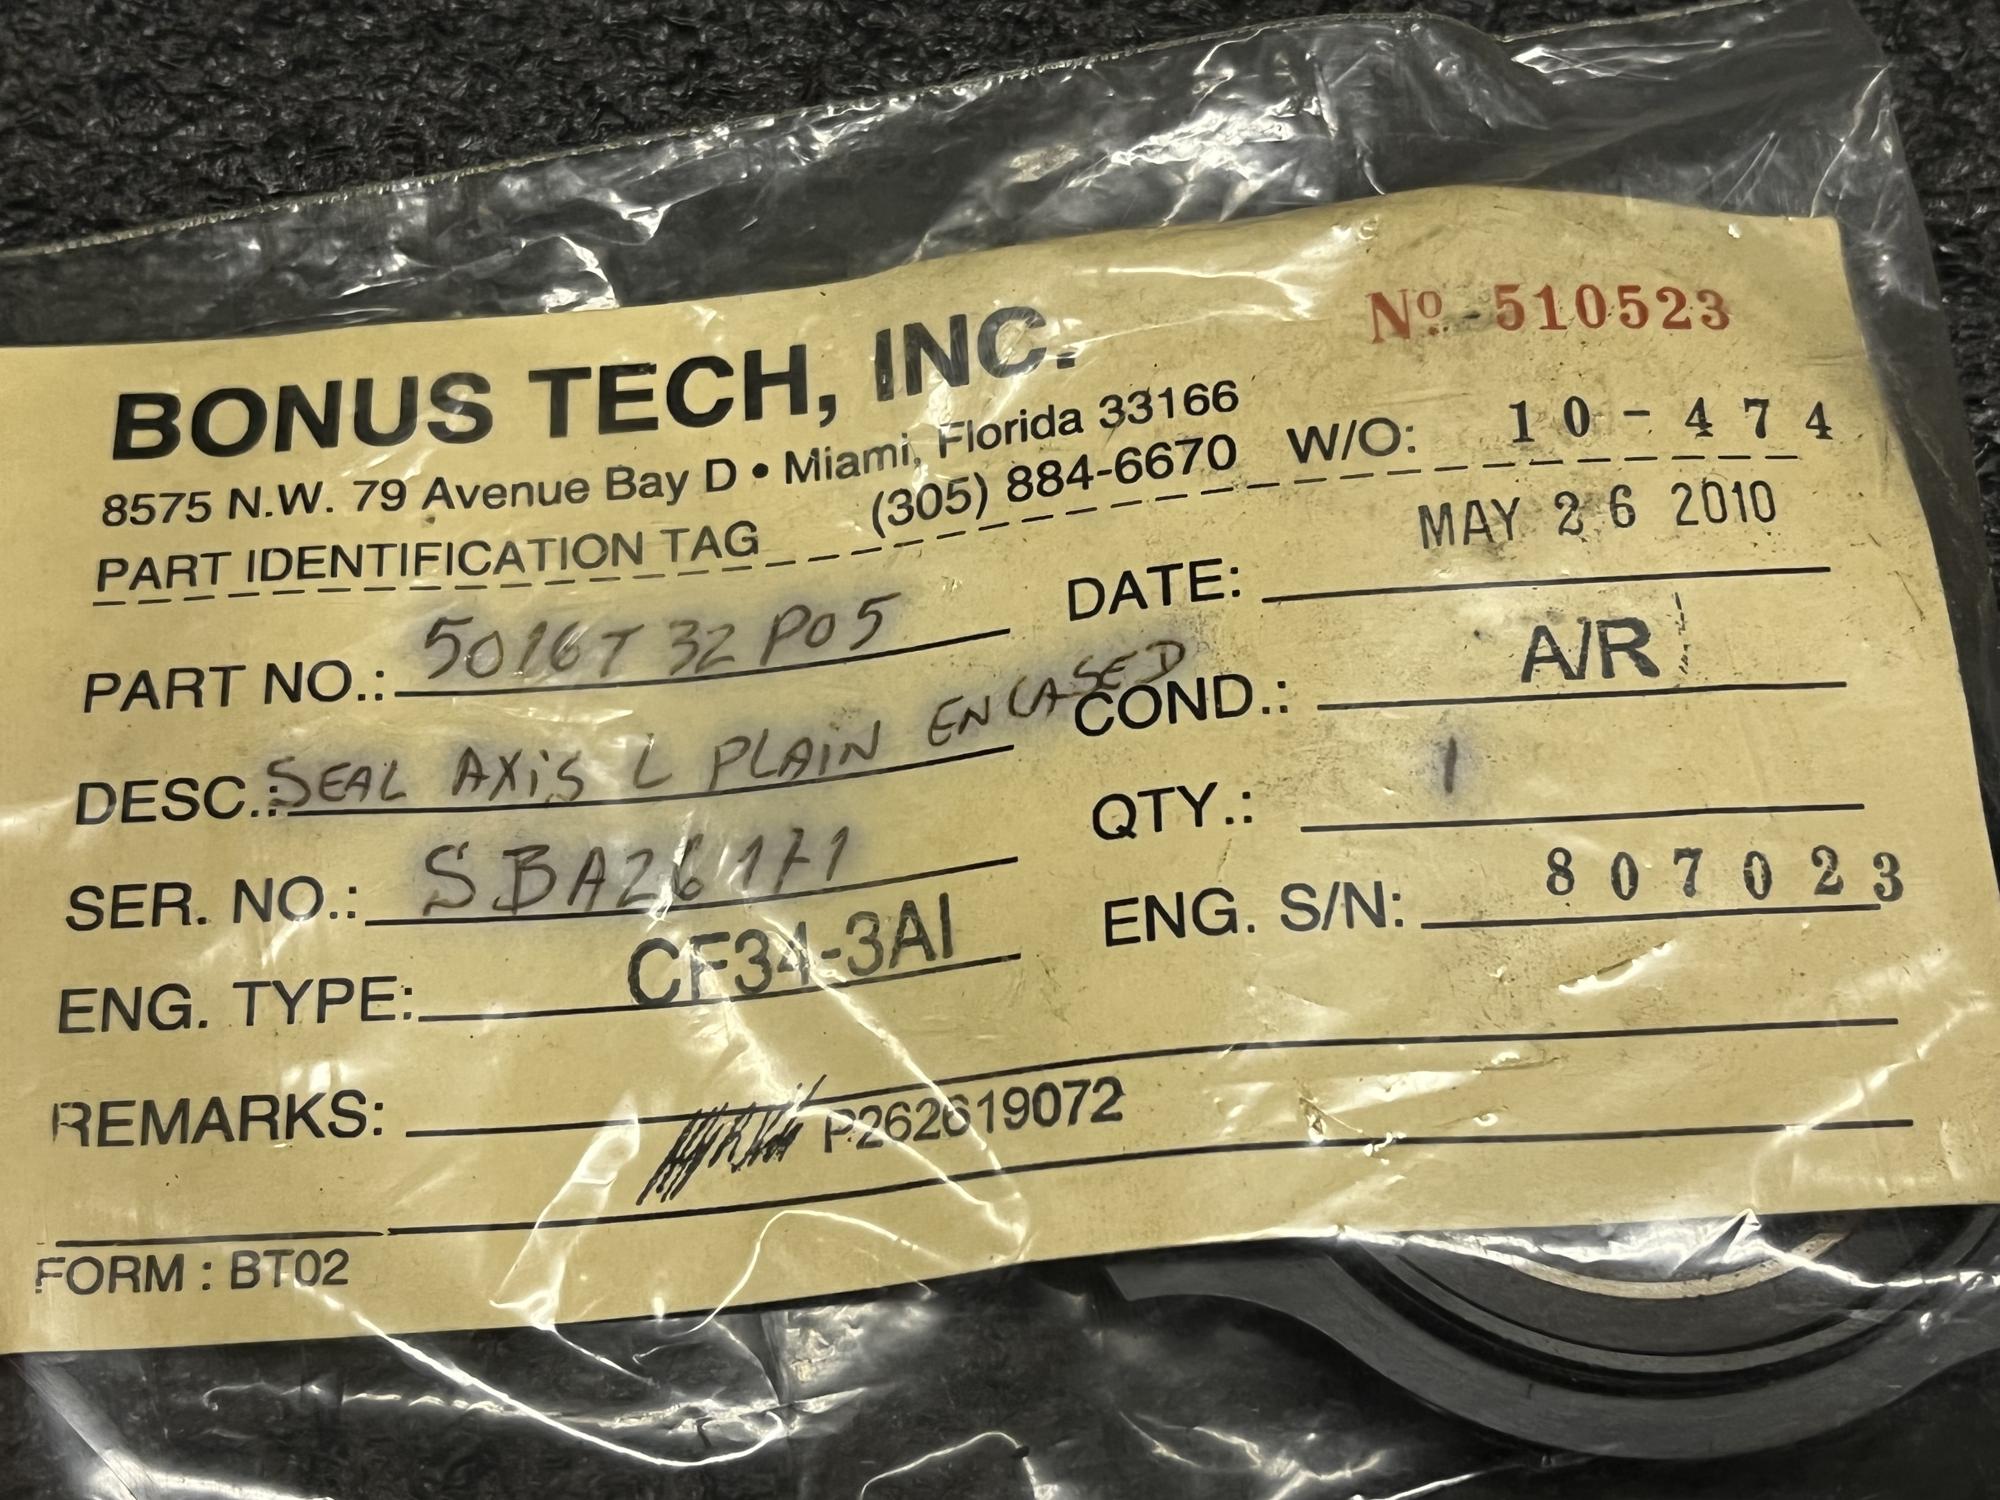 BONUS TECH, INC.
Nº 510523
8575 N.W. 79 Avenue Bay D • Miami, Florida 33166
(305) 884-6670
W/O: 10-474
PART IDENTIFICATION TAG
DATE: MAY 26 2010
PART NO.: 5016T32P05
COND.: A/R
DESC.: SEAL AXIS L PLAIN ENCASED
QTY.: 1
SER. NO.: SBA26171
ENG. S/N: 807023
ENG. TYPE: CF34-3A1
REMARKS:
P262619072
FORM : BT02